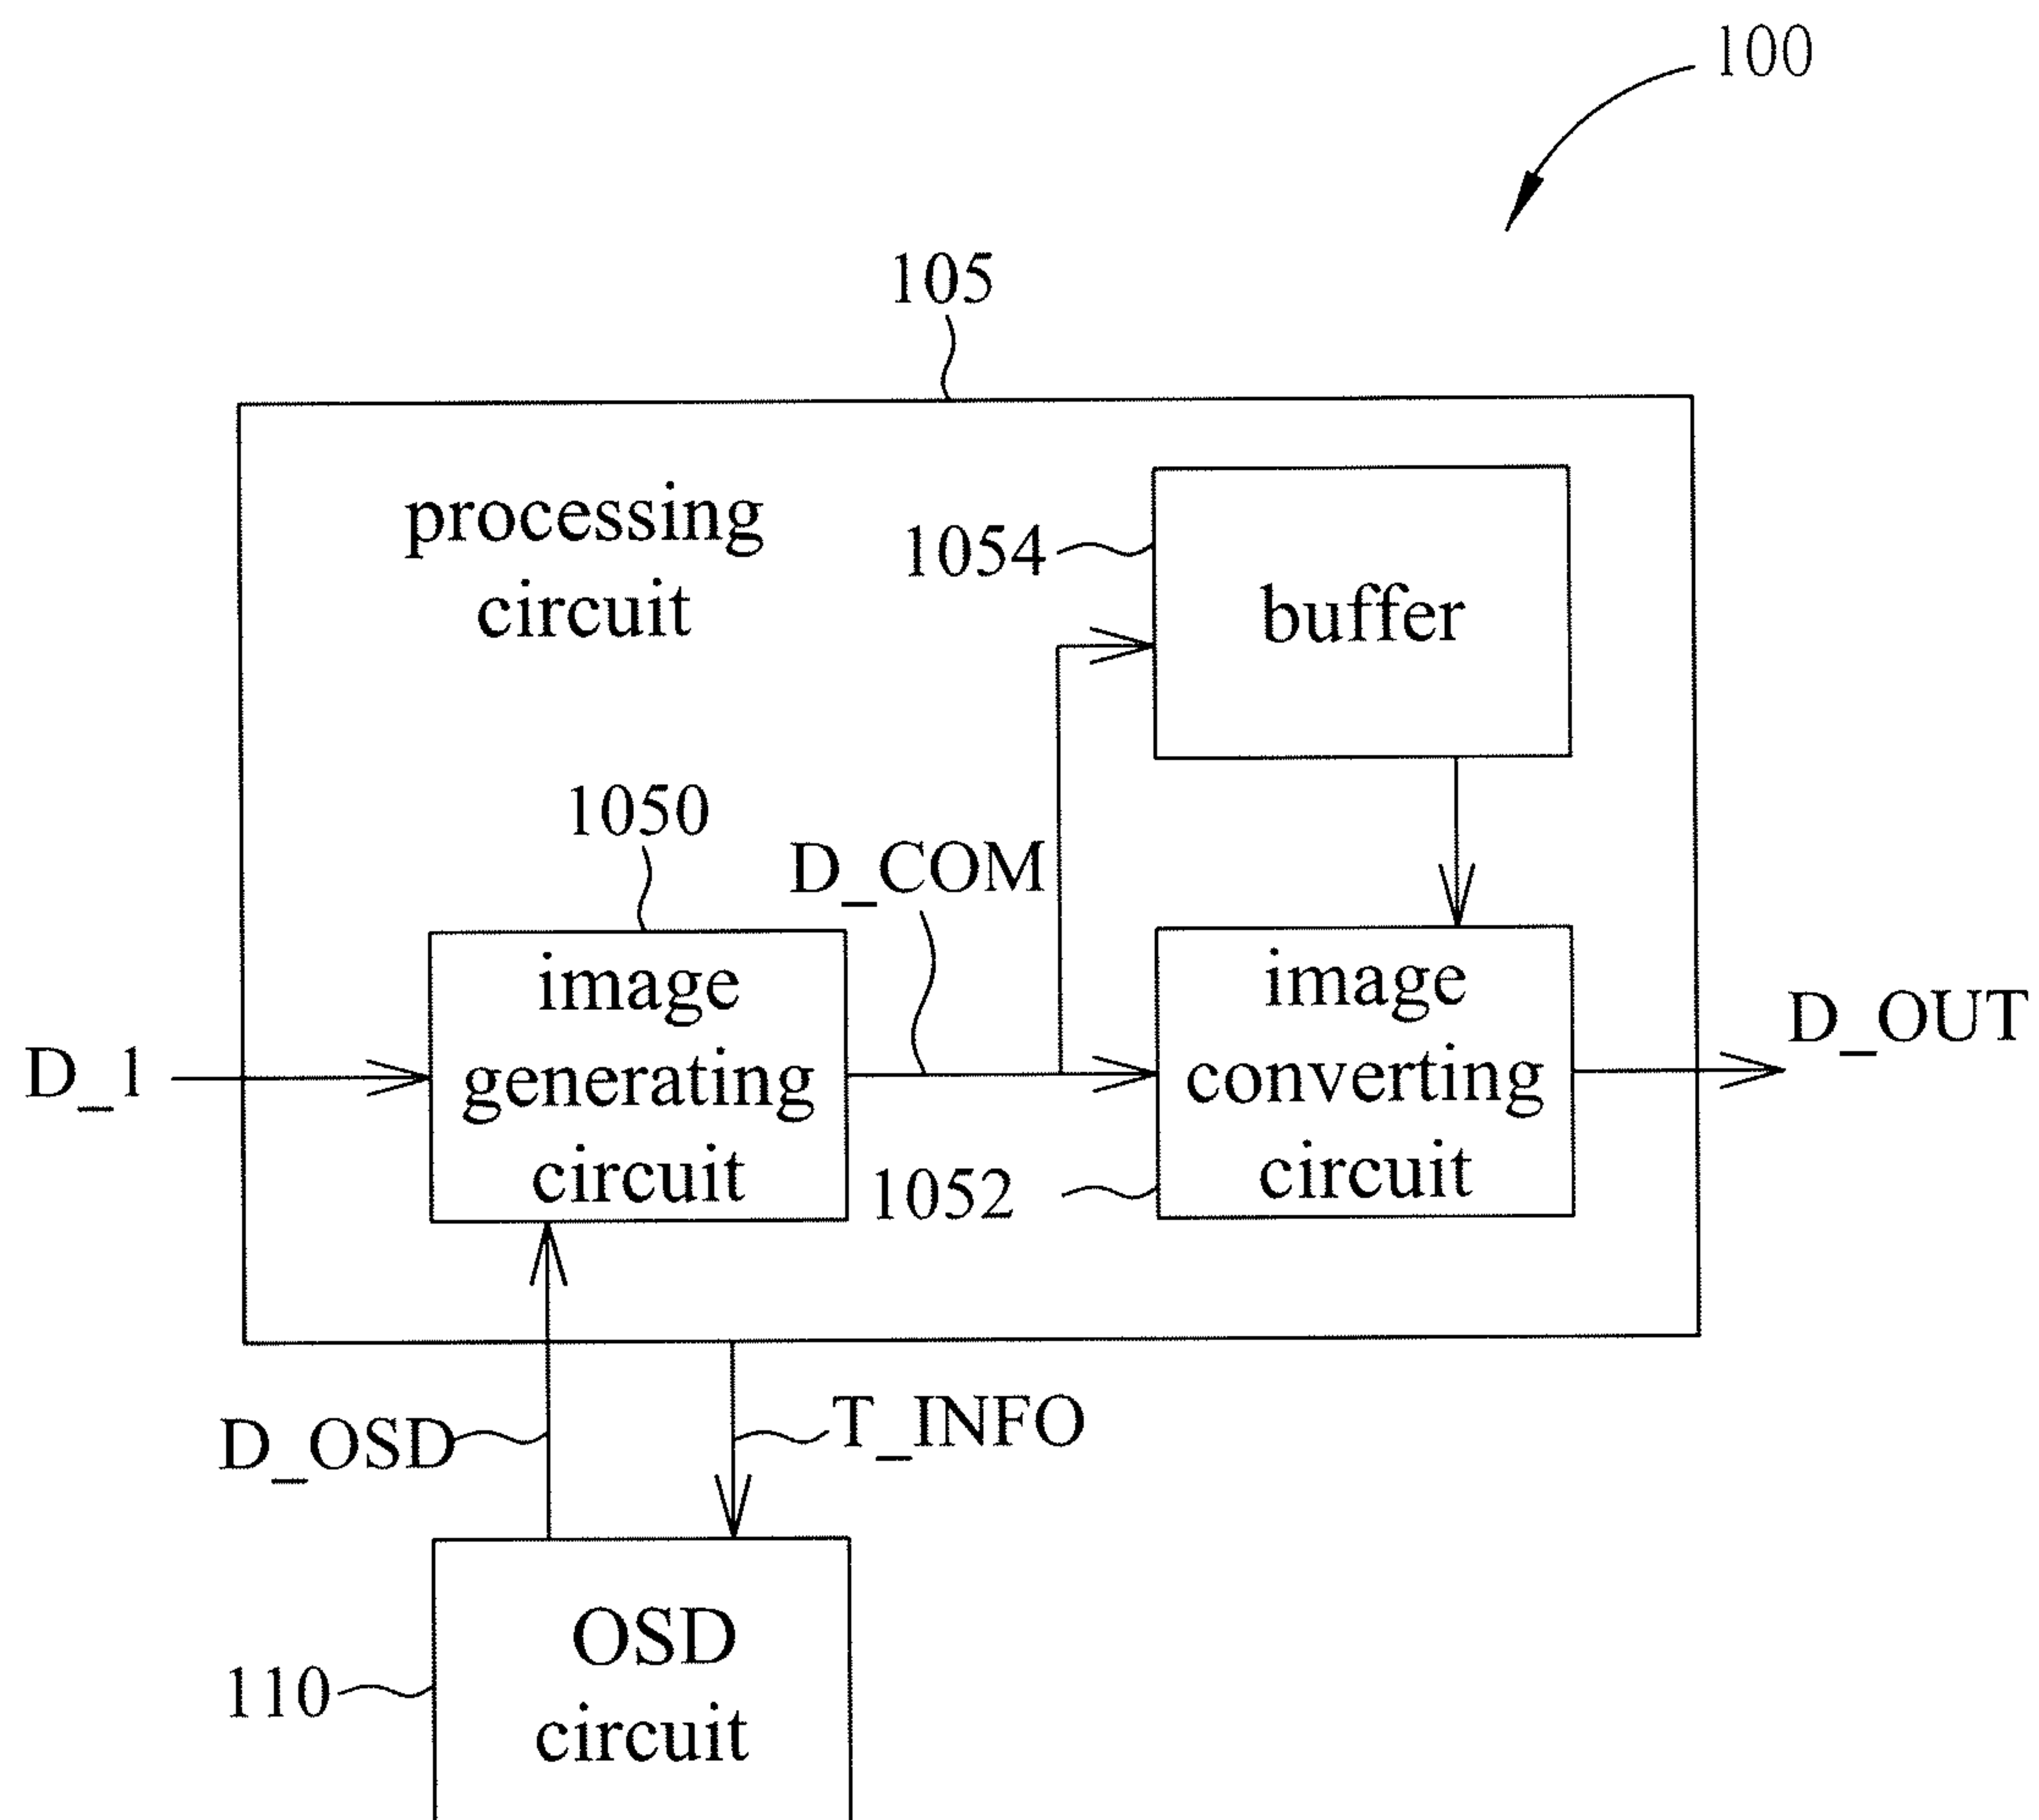 100
105
processing
circuit
1054
buffer
1050
D_COM
image
generating
circuit
image
converting
circuit
D_1
D_OUT
1052
D_OSD
T_INFO
OSD
circuit
110